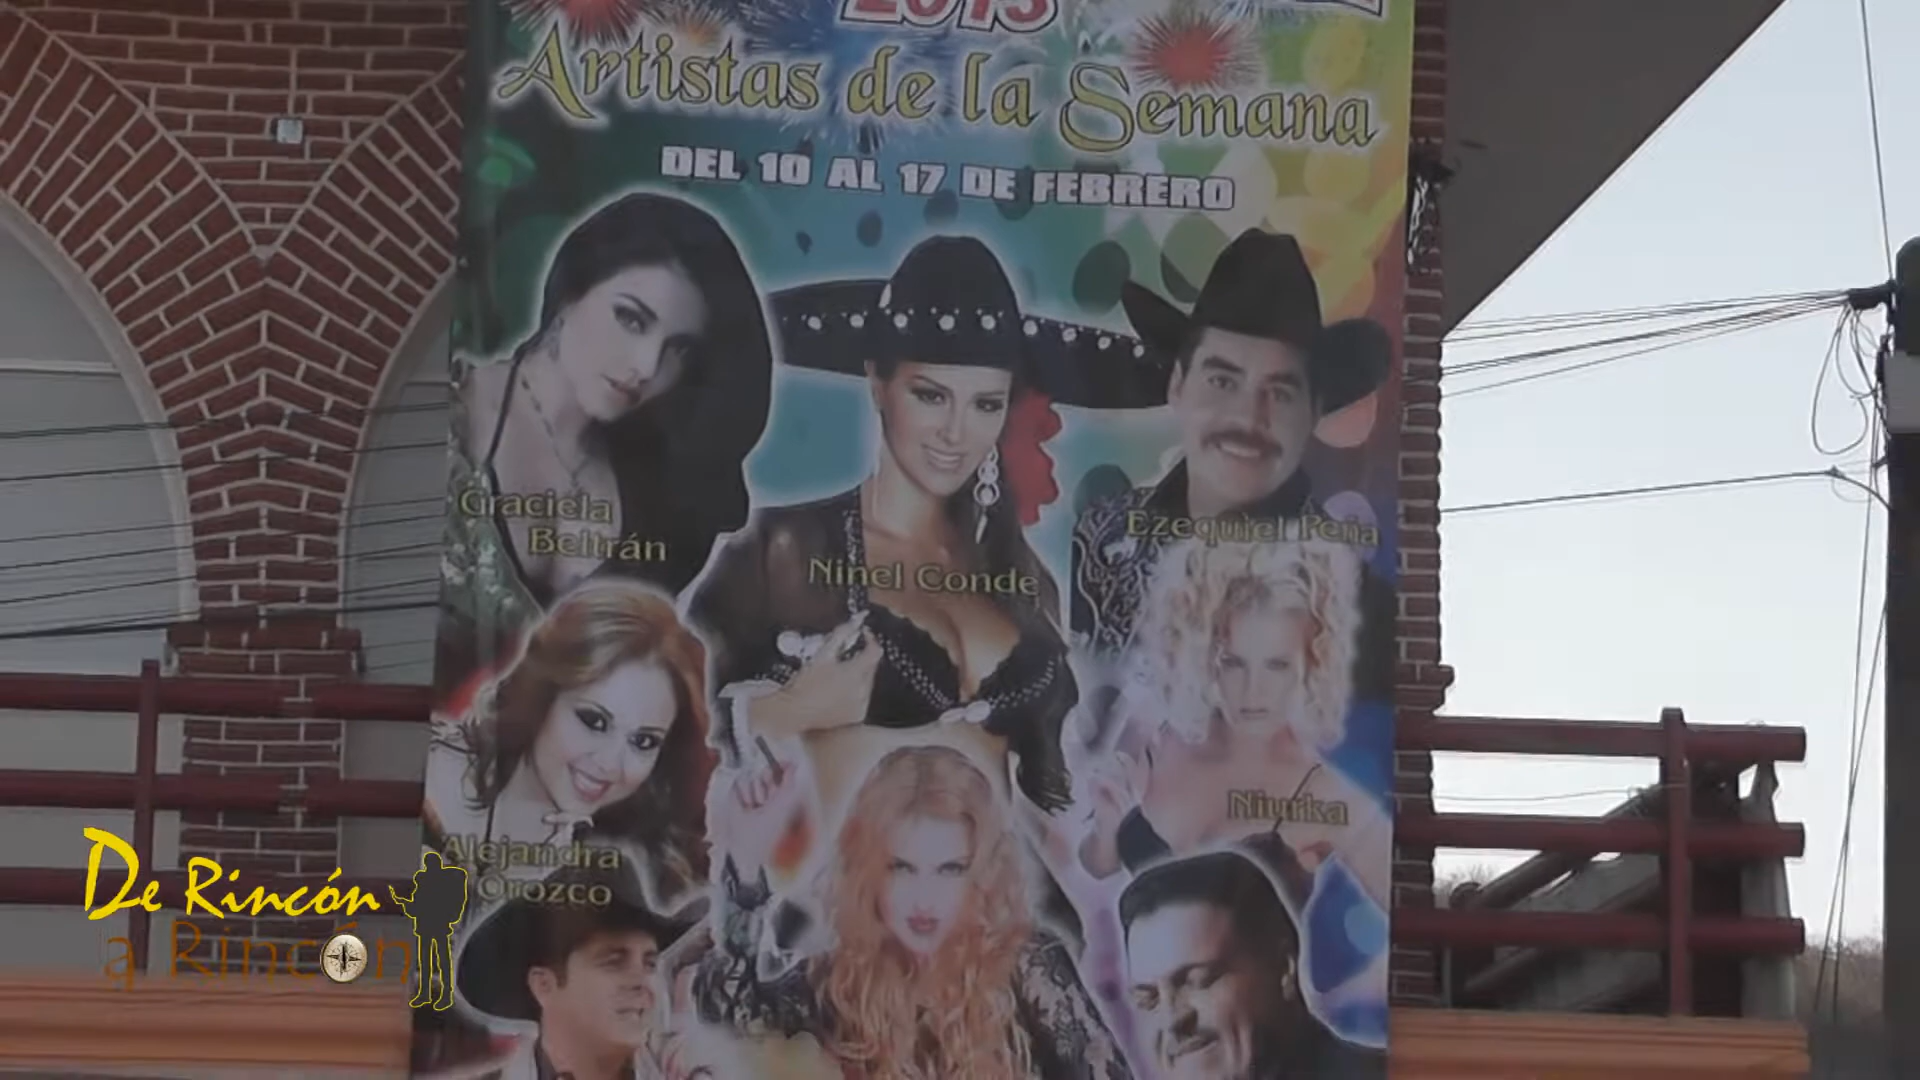 2013
Artistas de la Semana
DEL 10 AL 17 DE FEBRERO
Graciela
Beltrán
Ninel Conde
Ezequiel Peña
Niurka
Alejandra
Orozco
De Rincón
a Rincón